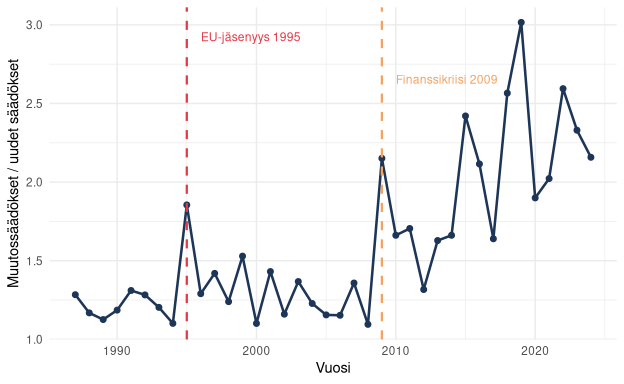 3.0
EU-jäsenyys 1995
Finanssikriisi 2009
2.5
2.0
1.5
1.0
Muutossäädökset / uudet säädökset
1990
2000
2010
2020
Vuosi